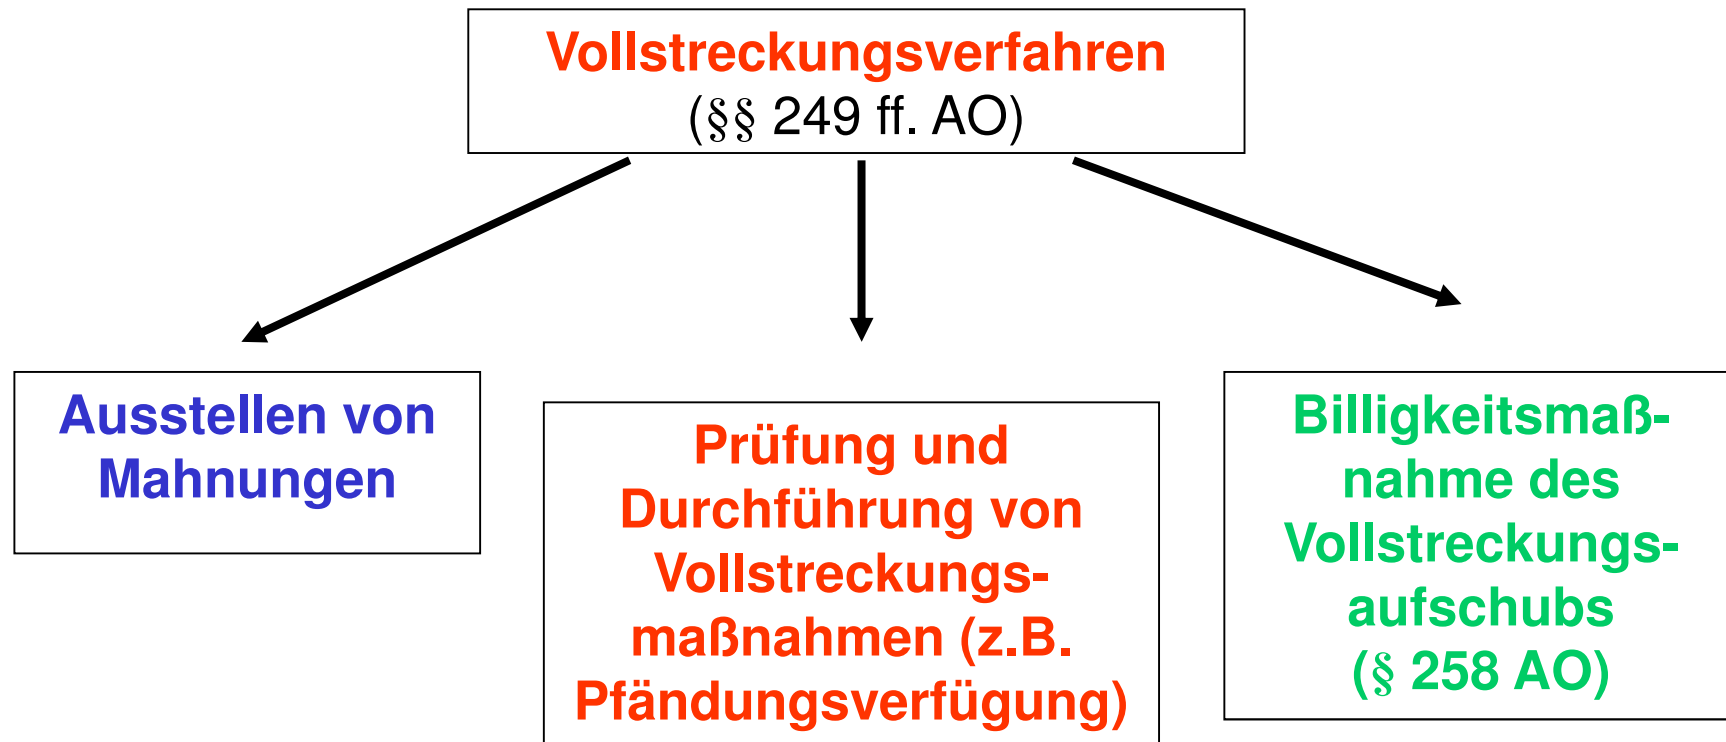 Vollstreckungsverfahren
(§§ 249 ff. AO)
Ausstellen von
Mahnungen
Prüfung und
Durchführung von
Vollstreckungs-
maßnahmen (z.B.
Pfändungsverfügung)
Billigkeitsmaß-
nahme des
Vollstreckungs-
aufschubs
(§ 258 AO)